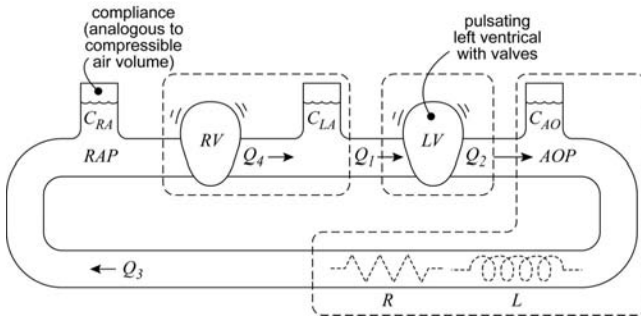 compliance
(analogous to
compressible
air volume)
pulsating
left ventrical
with valves
C_RA
RAP
RV
Q_4
C_LA
Q_1
LV
Q_2
C_AO
AOP
Q_3
R
L